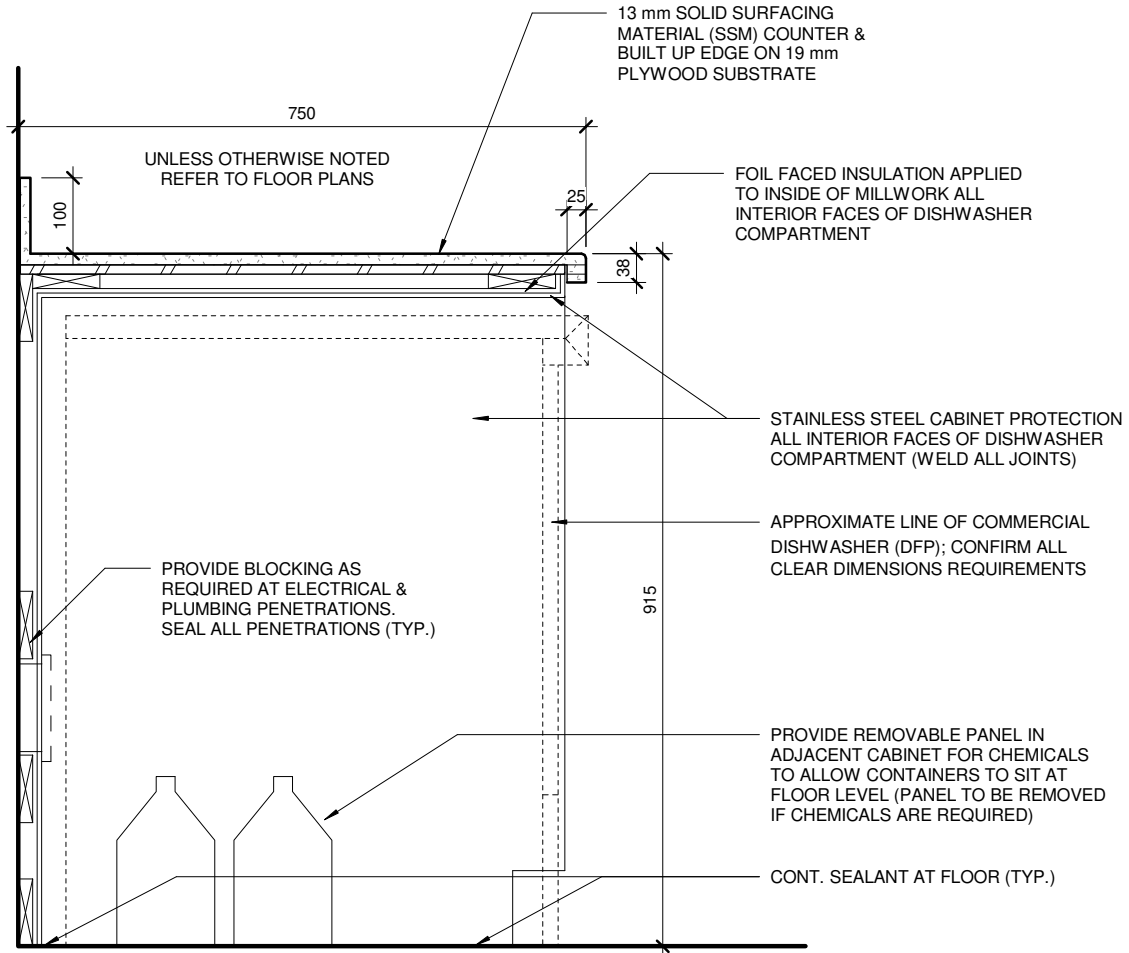 13 mm SOLID SURFACING
MATERIAL (SSM) COUNTER &
BUILT UP EDGE ON 19 mm
PLYWOOD SUBSTRATE
750
UNLESS OTHERWISE NOTED
REFER TO FLOOR PLANS
100
25
38
FOIL FACED INSULATION APPLIED
TO INSIDE OF MILLWORK ALL
INTERIOR FACES OF DISHWASHER
COMPARTMENT
STAINLESS STEEL CABINET PROTECTION
ALL INTERIOR FACES OF DISHWASHER
COMPARTMENT (WELD ALL JOINTS)
APPROXIMATE LINE OF COMMERCIAL
DISHWASHER (DFP); CONFIRM ALL
CLEAR DIMENSIONS REQUIREMENTS
915
PROVIDE BLOCKING AS
REQUIRED AT ELECTRICAL &
PLUMBING PENETRATIONS.
SEAL ALL PENETRATIONS (TYP.)
PROVIDE REMOVABLE PANEL IN
ADJACENT CABINET FOR CHEMICALS
TO ALLOW CONTAINERS TO SIT AT
FLOOR LEVEL (PANEL TO BE REMOVED
IF CHEMICALS ARE REQUIRED)
CONT. SEALANT AT FLOOR (TYP.)